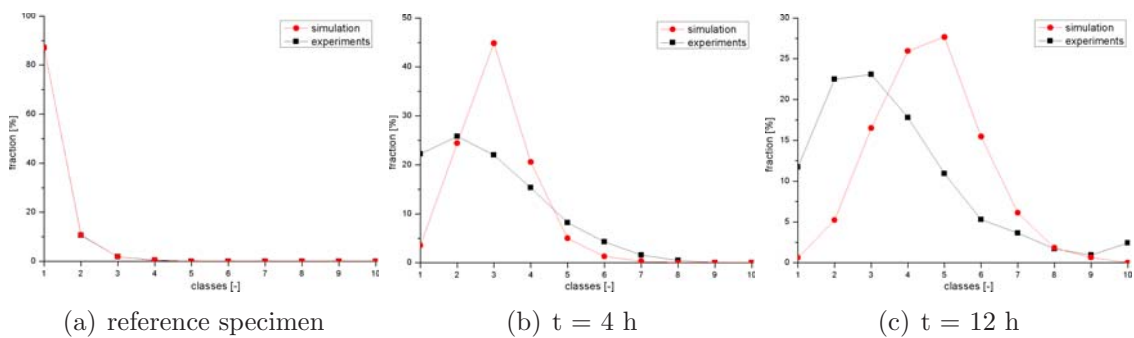 100
80
60
40
20
0
fraction [%]
simulation
experiments
1 2 3 4 5 6 7 8 9 10
classes [-]
(a) reference specimen
50
40
30
20
10
0
fraction [%]
simulation
experiments
1 2 3 4 5 6 7 8 9 10
classes [-]
(b) t = 4 h
30
25
20
15
10
5
0
fraction [%]
simulation
experiments
1 2 3 4 5 6 7 8 9 10
classes [-]
(c) t = 12 h